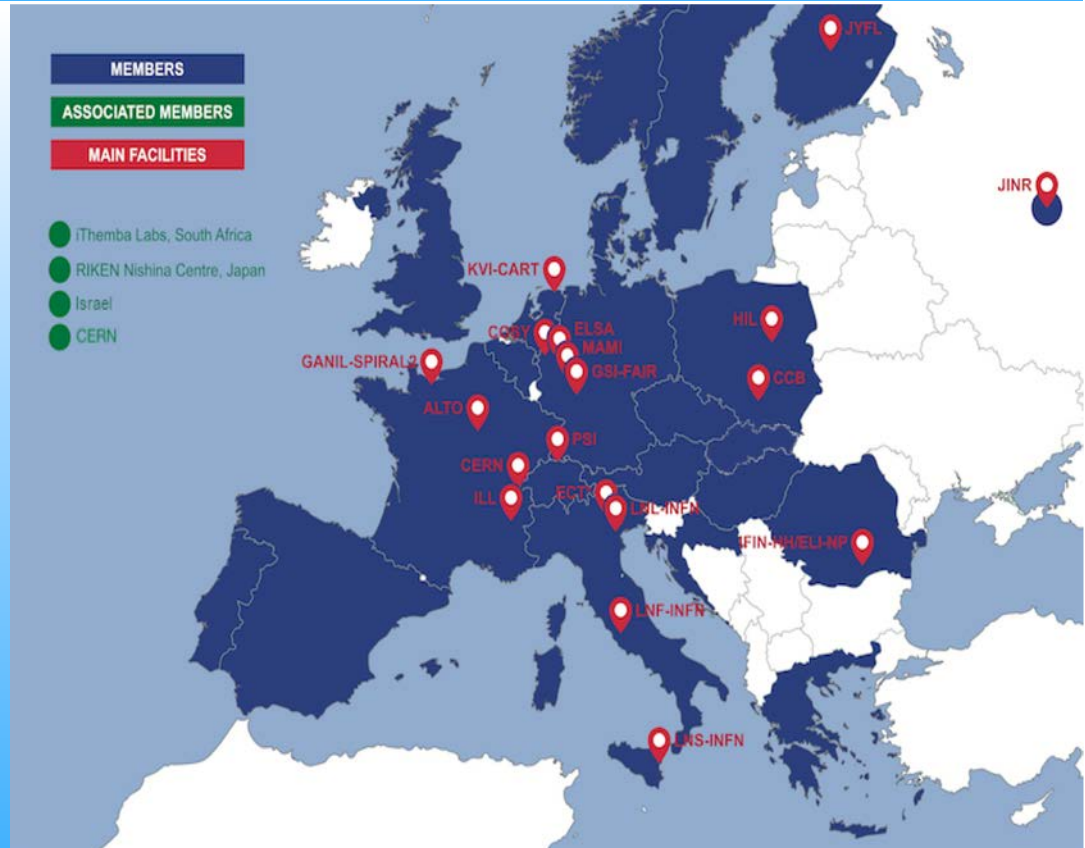 MEMBERS
ASSOCIATED MEMBERS
MAIN FACILITIES
iThemba Labs, South Africa
RIKEN Nishina Centre, Japan
Israel
CERN
JYFL
JINR
KVI-CART
COSY
ELSA
MAMI
GSI-FAIR
HIL
CCB
GANIL-SPIRAL2
ALTO
PSI
CERN
ILL
ECT*
LNL-INFN
IFIN-HH/ELI-NP
LNF-INFN
LNS-INFN